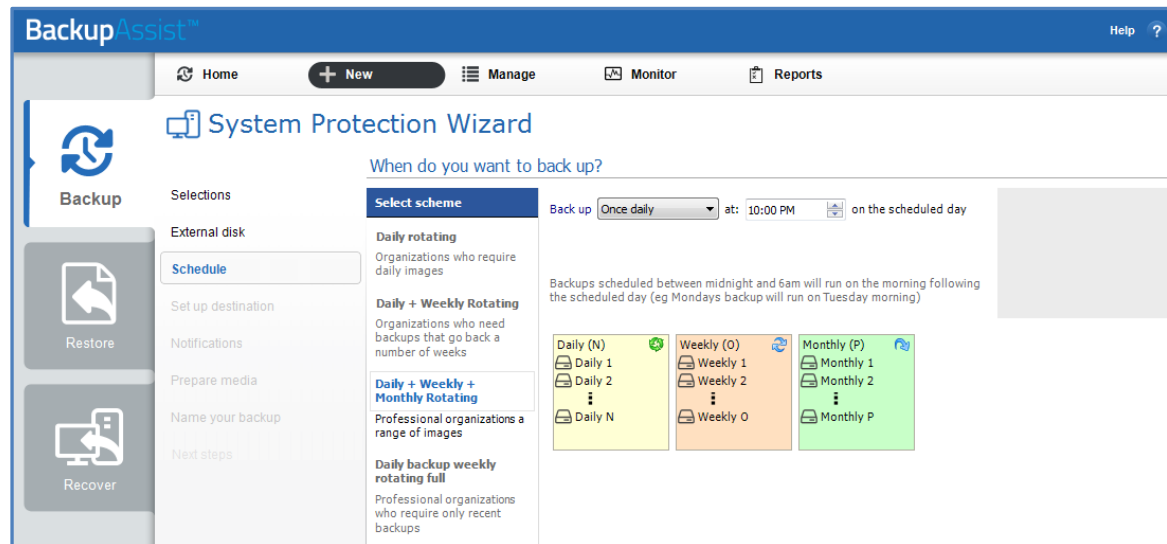 BackupAssist™
Help ?
Home
New
Manage
Monitor
Reports
Backup
Restore
Recover
System Protection Wizard
When do you want to back up?
Selections
External disk
Schedule
Set up destination
Notifications
Prepare media
Name your backup
Next steps
Select scheme
Daily rotating
Organizations who require
daily images
Daily + Weekly Rotating
Organizations who need
backups that go back a
number of weeks
Daily + Weekly +
Monthly Rotating
Professional organizations a
range of images
Daily backup weekly
rotating full
Professional organizations
who require only recent
backups
Back up Once daily at: 10:00 PM on the scheduled day
Backups scheduled between midnight and 6am will run on the morning following
the scheduled day (eg Mondays backup will run on Tuesday morning)
Daily (N)
Daily 1
Daily 2
Daily N
Weekly (O)
Weekly 1
Weekly 2
Weekly O
Monthly (P)
Monthly 1
Monthly 2
Monthly P